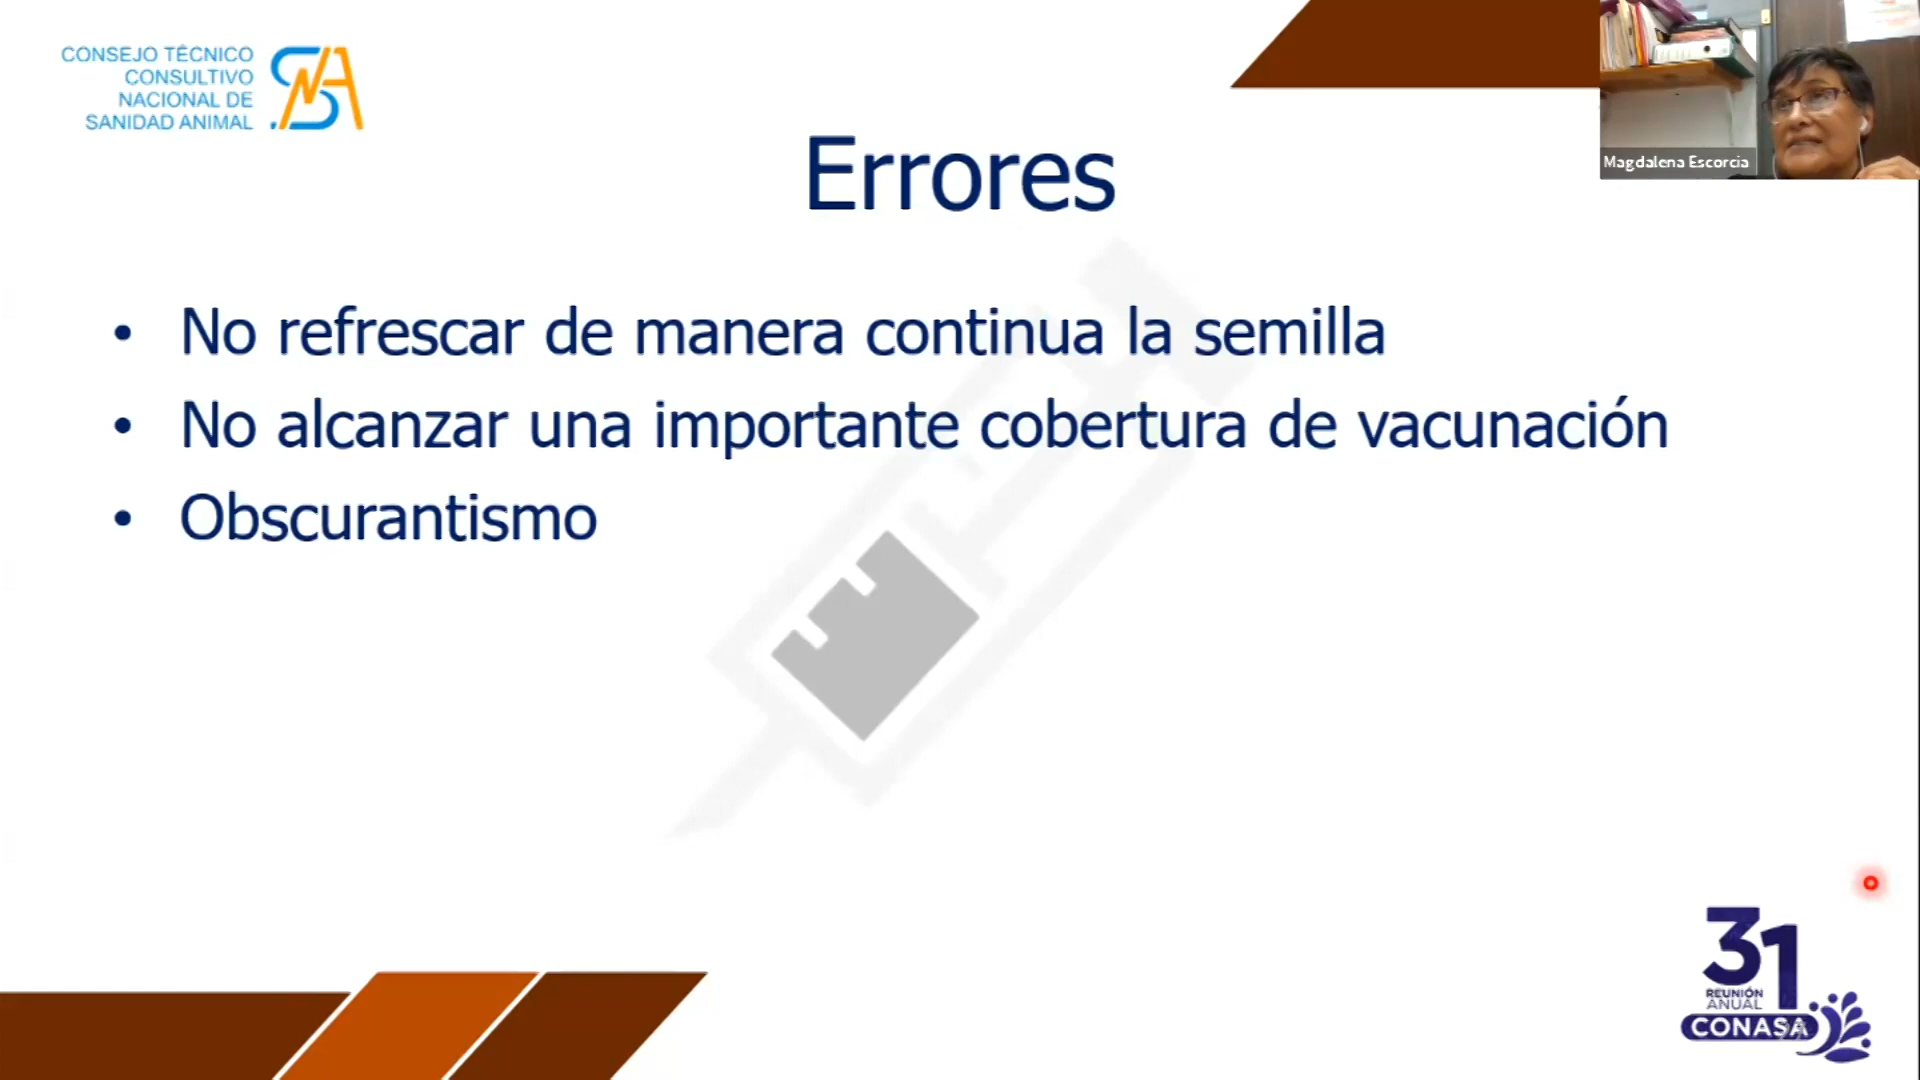 CONSEJO TÉCNICO
CONSULTIVO
NACIONAL DE
SANIDAD ANIMAL
Magdalena Escorcia
Errores
• No refrescar de manera continua la semilla
• No alcanzar una importante cobertura de vacunación
• Obscurantismo
31
REUNIÓN
ANUAL
CONASA